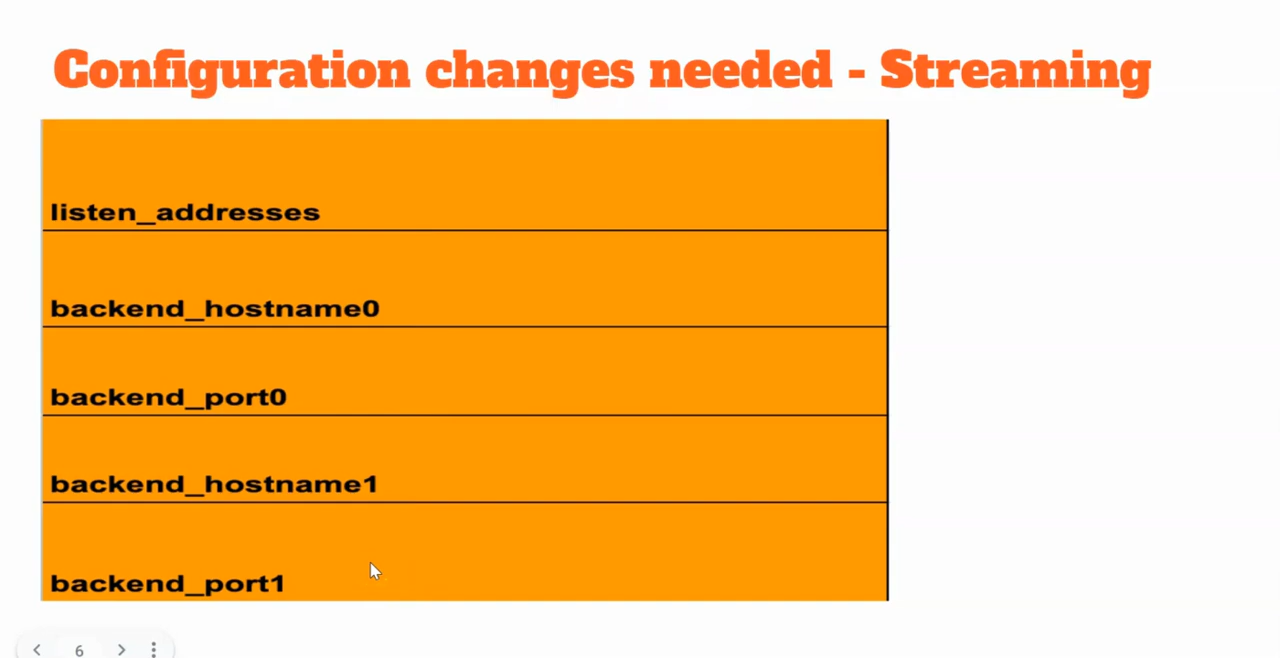 Configuration changes needed - Streaming
listen_addresses
backend_hostname0
backend_port0
backend_hostname1
backend_port1
6